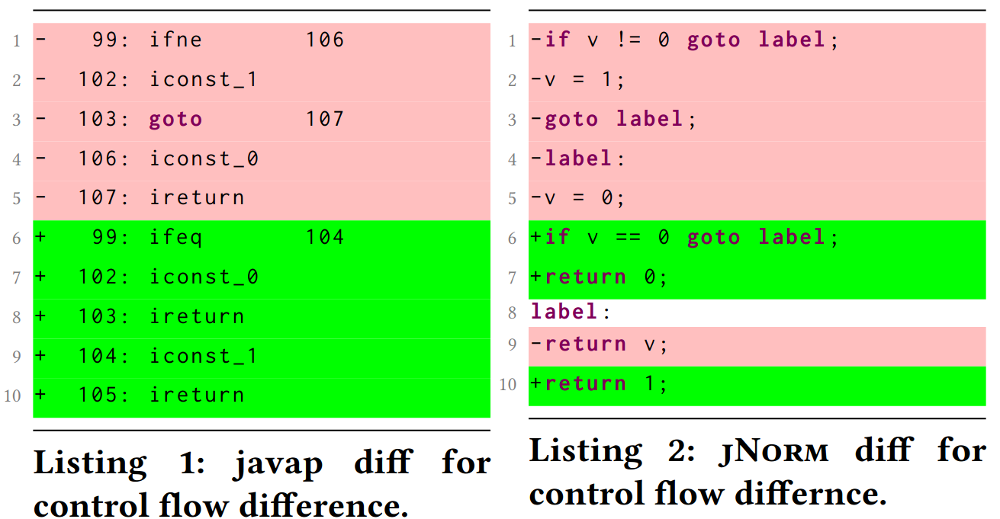 1 -   99: ifne       106
2 -  102: iconst_1
3 -  103: goto       107
4 -  106: iconst_0
5 -  107: ireturn
6 +   99: ifeq       104
7 +  102: iconst_0
8 +  103: ireturn
9 +  104: iconst_1
10 +  105: ireturn
Listing 1: javap diff for
control flow difference.
1 -if v != 0 goto label;
2 -v = 1;
3 -goto label;
4 -label:
5 -v = 0;
6 +if v == 0 goto label;
7 +return 0;
8 label:
9 -return v;
10 +return 1;
Listing 2: JNORM diff for
control flow differnce.